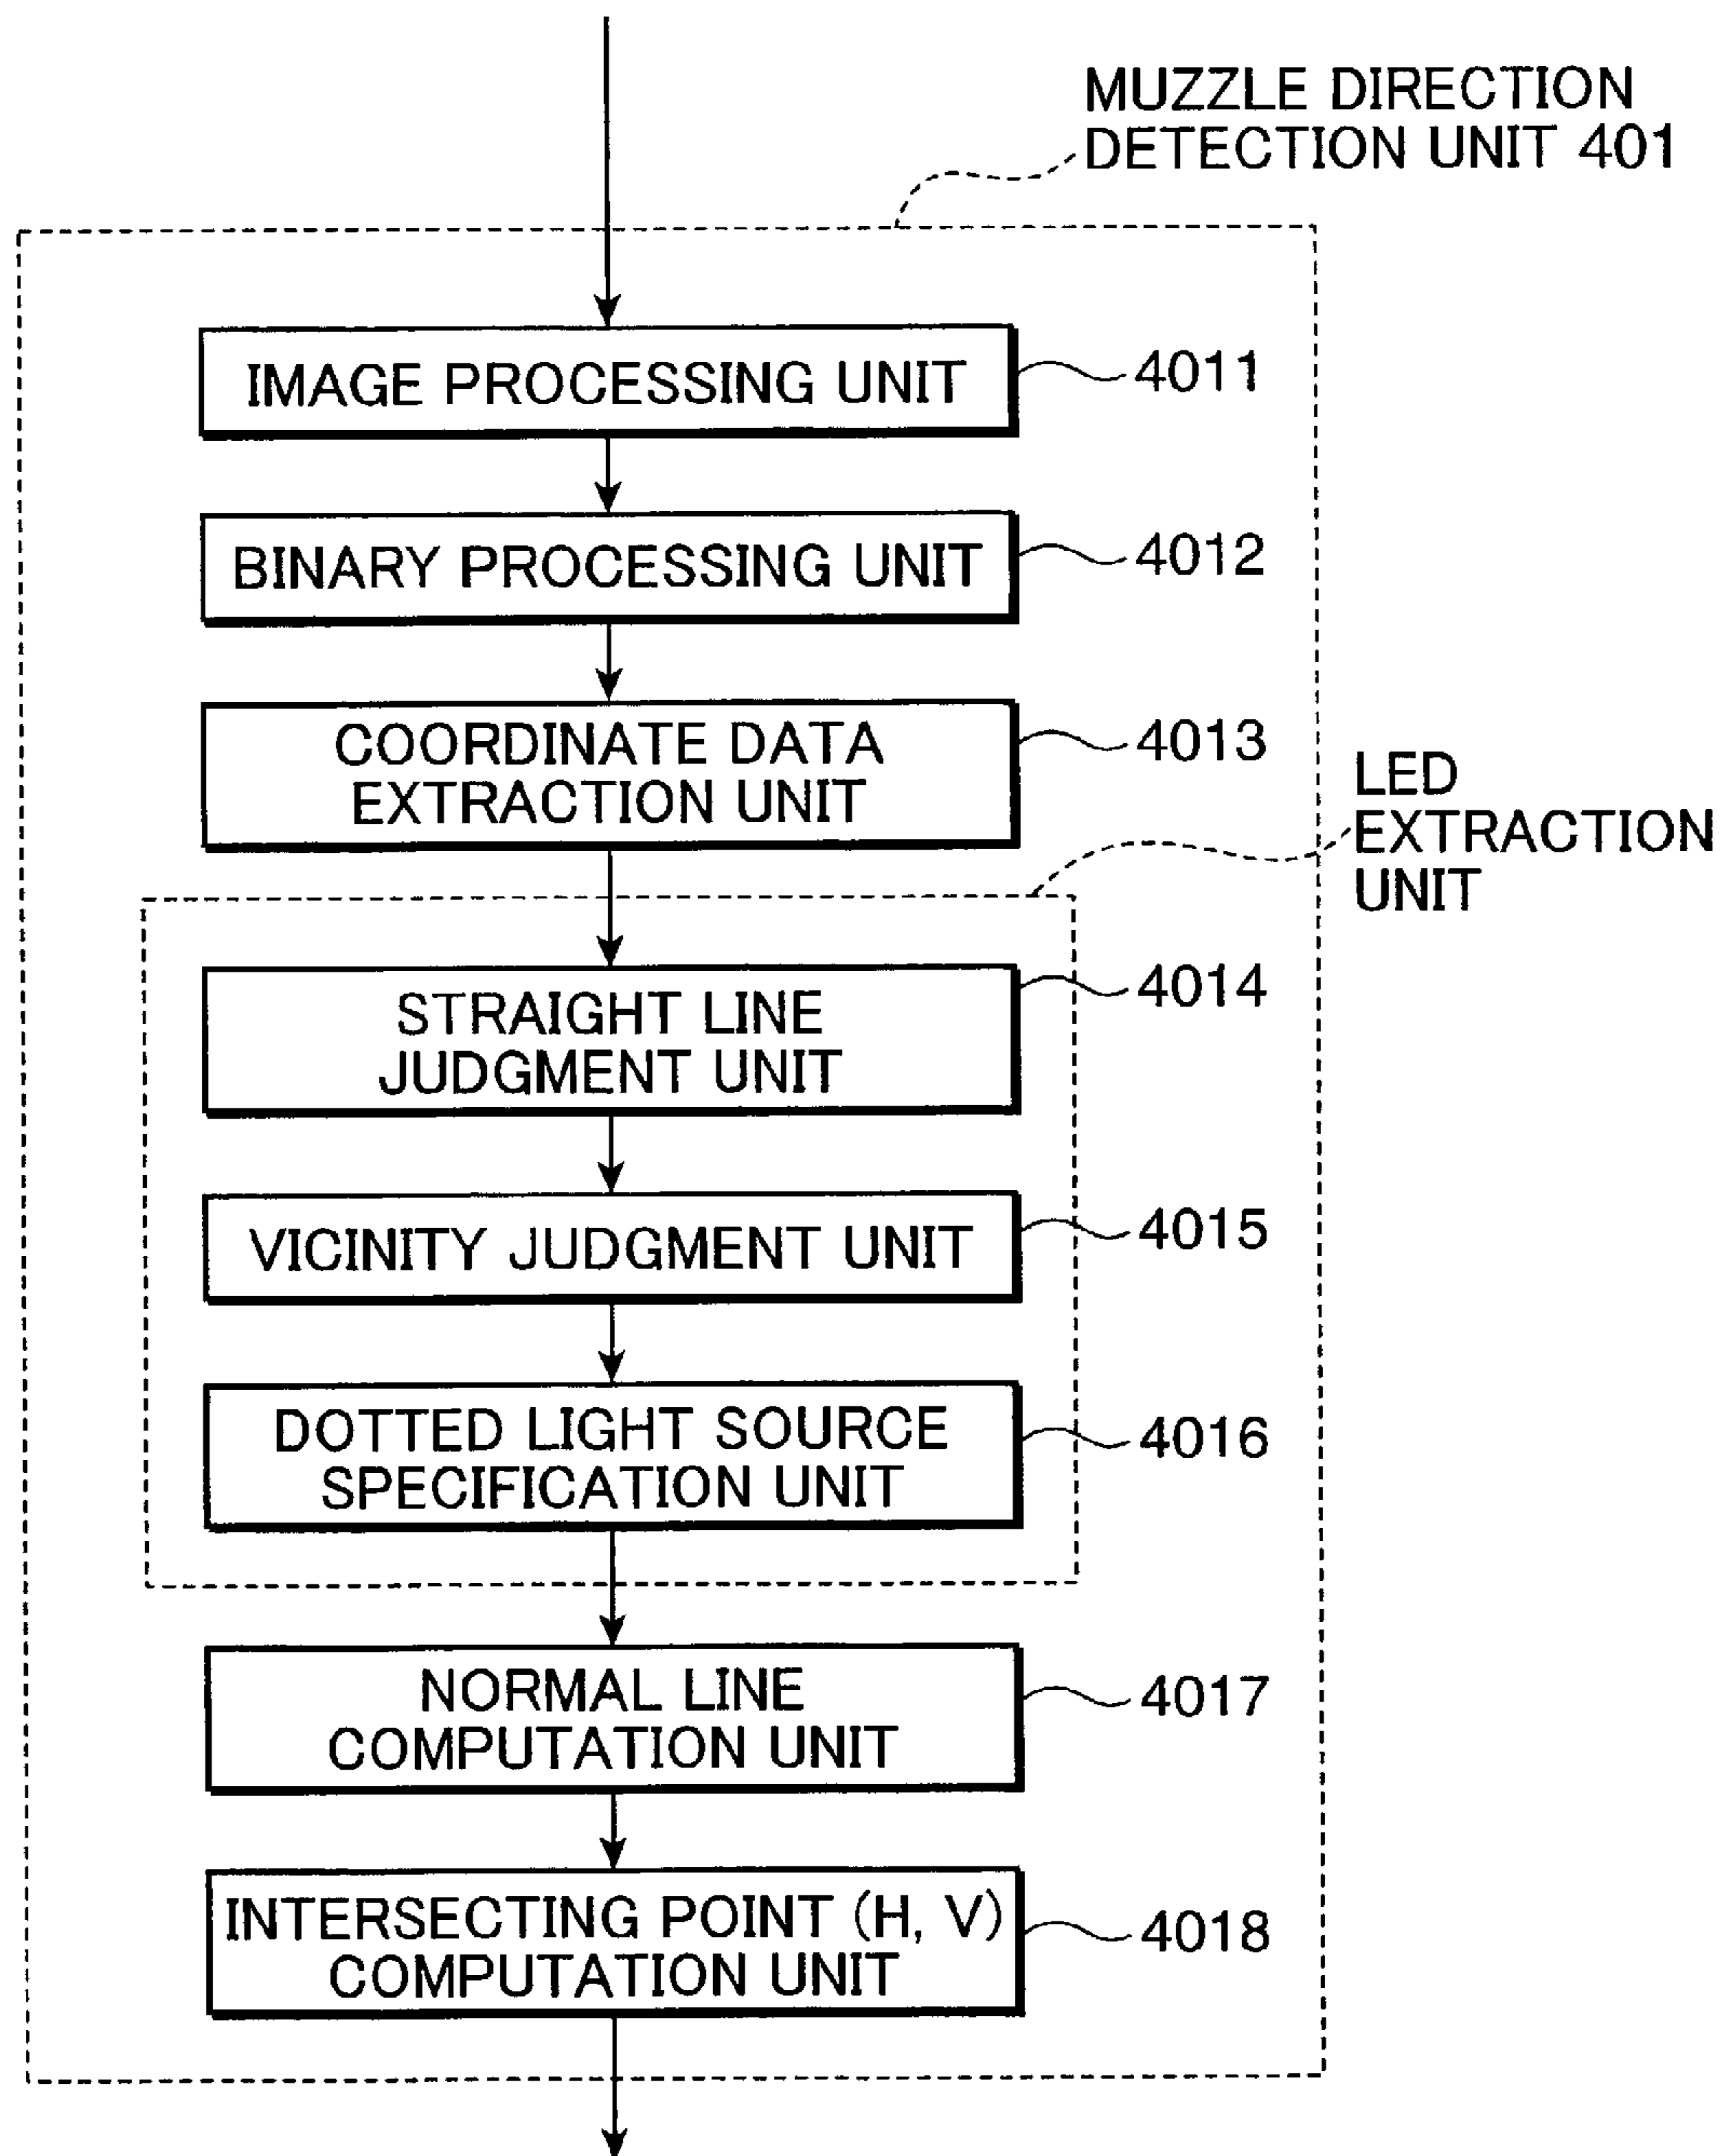 MUZZLE DIRECTION
DETECTION UNIT 401
IMAGE PROCESSING UNIT
4011
BINARY PROCESSING UNIT
4012
COORDINATE DATA
EXTRACTION UNIT
4013
LED
EXTRACTION
UNIT
STRAIGHT LINE
JUDGMENT UNIT
4014
VICINITY JUDGMENT UNIT
4015
DOTTED LIGHT SOURCE
SPECIFICATION UNIT
4016
NORMAL LINE
COMPUTATION UNIT
4017
INTERSECTING POINT (H, V)
COMPUTATION UNIT
4018